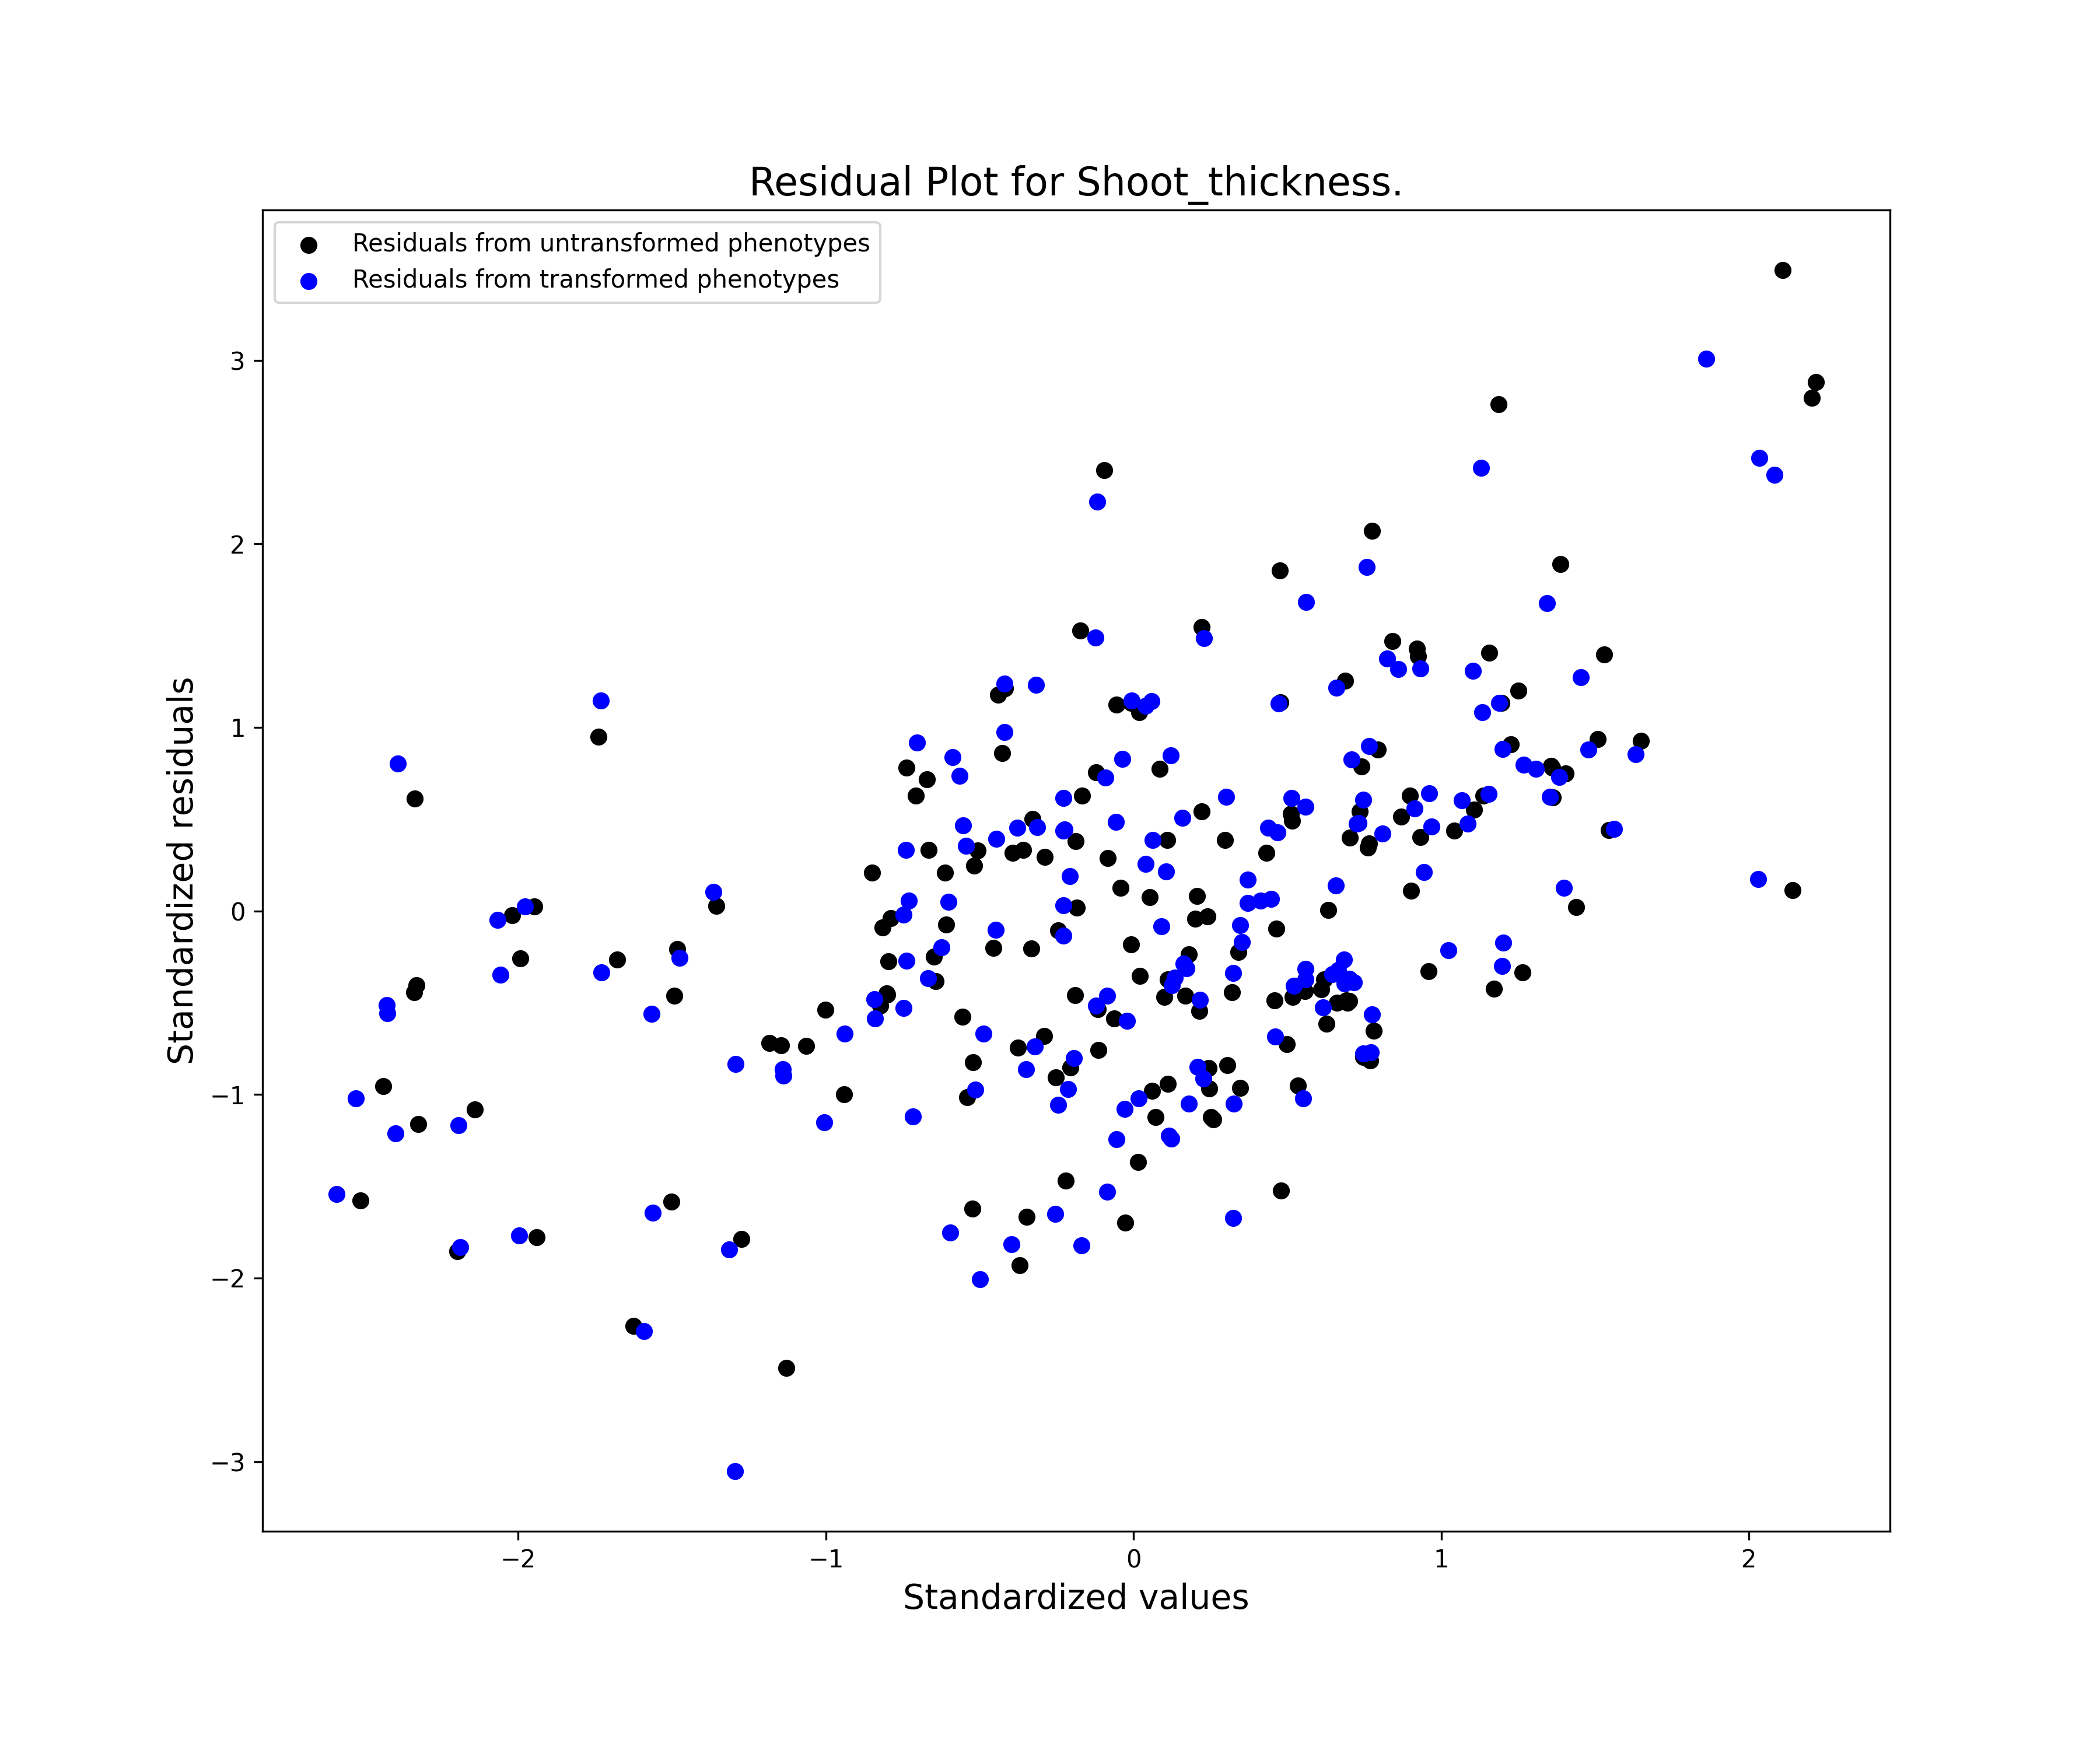 Residual Plot for Shoot_thickness.
Residuals from untransformed phenotypes
Residuals from transformed phenotypes
Standardized residuals
3
2
1
0
−1
−2
−3
−2
−1
0
1
2
Standardized values